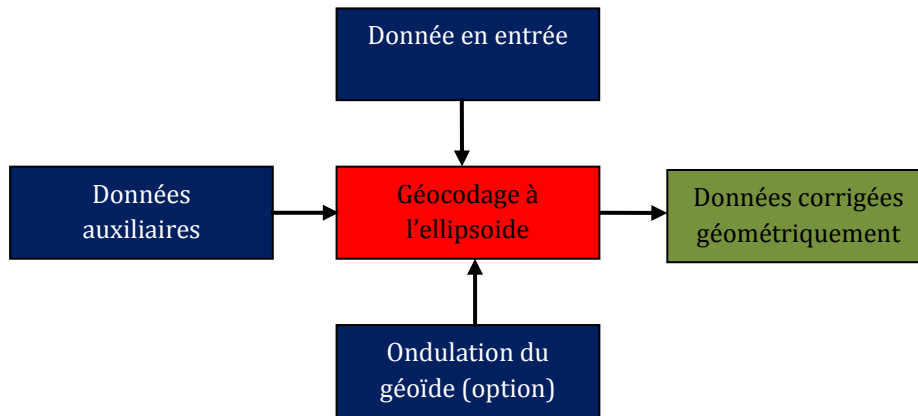 Donnée en entrée
Données
auxiliaires
Géocodage à
l'ellipsoide
Données corrigées
géométriquement
Ondulation du
géoïde (option)